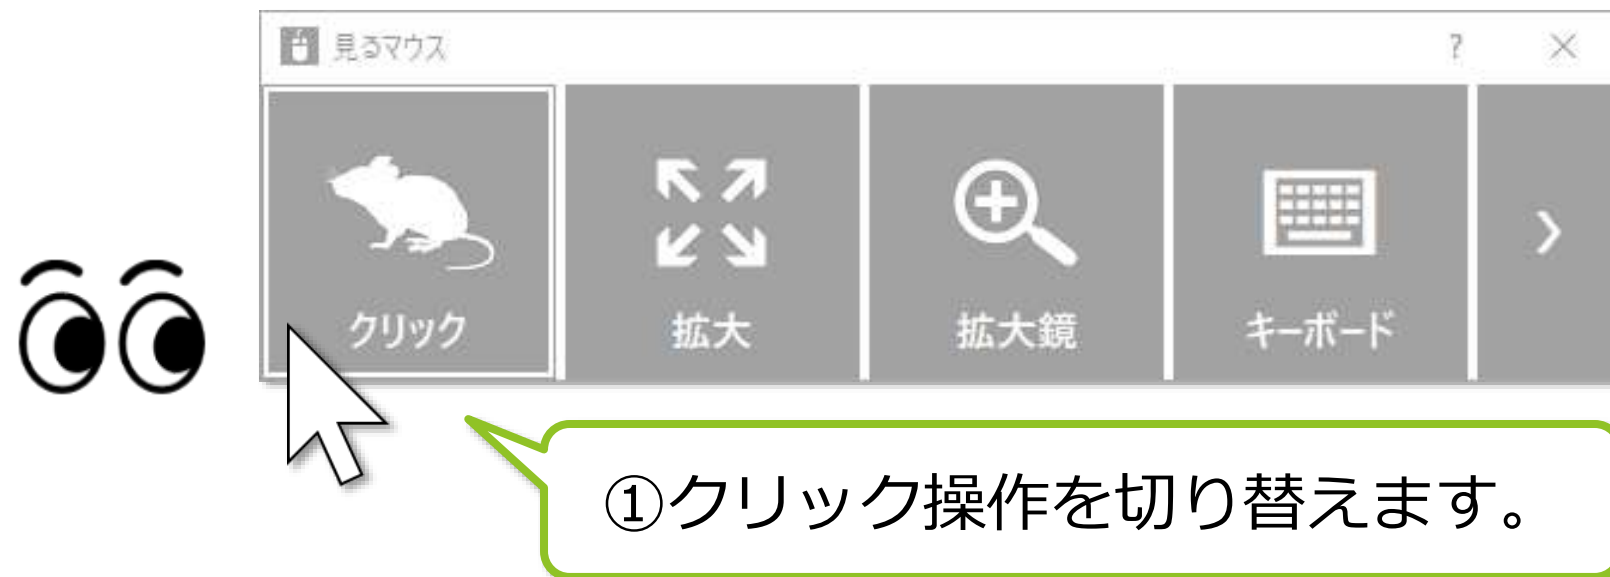 見るマウス ? ×
クリック 拡大 拡大鏡 キーボード
①クリック操作を切り替えます。